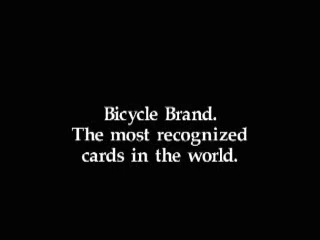 Bicycle Brand.
The most recognized
cards in the world.